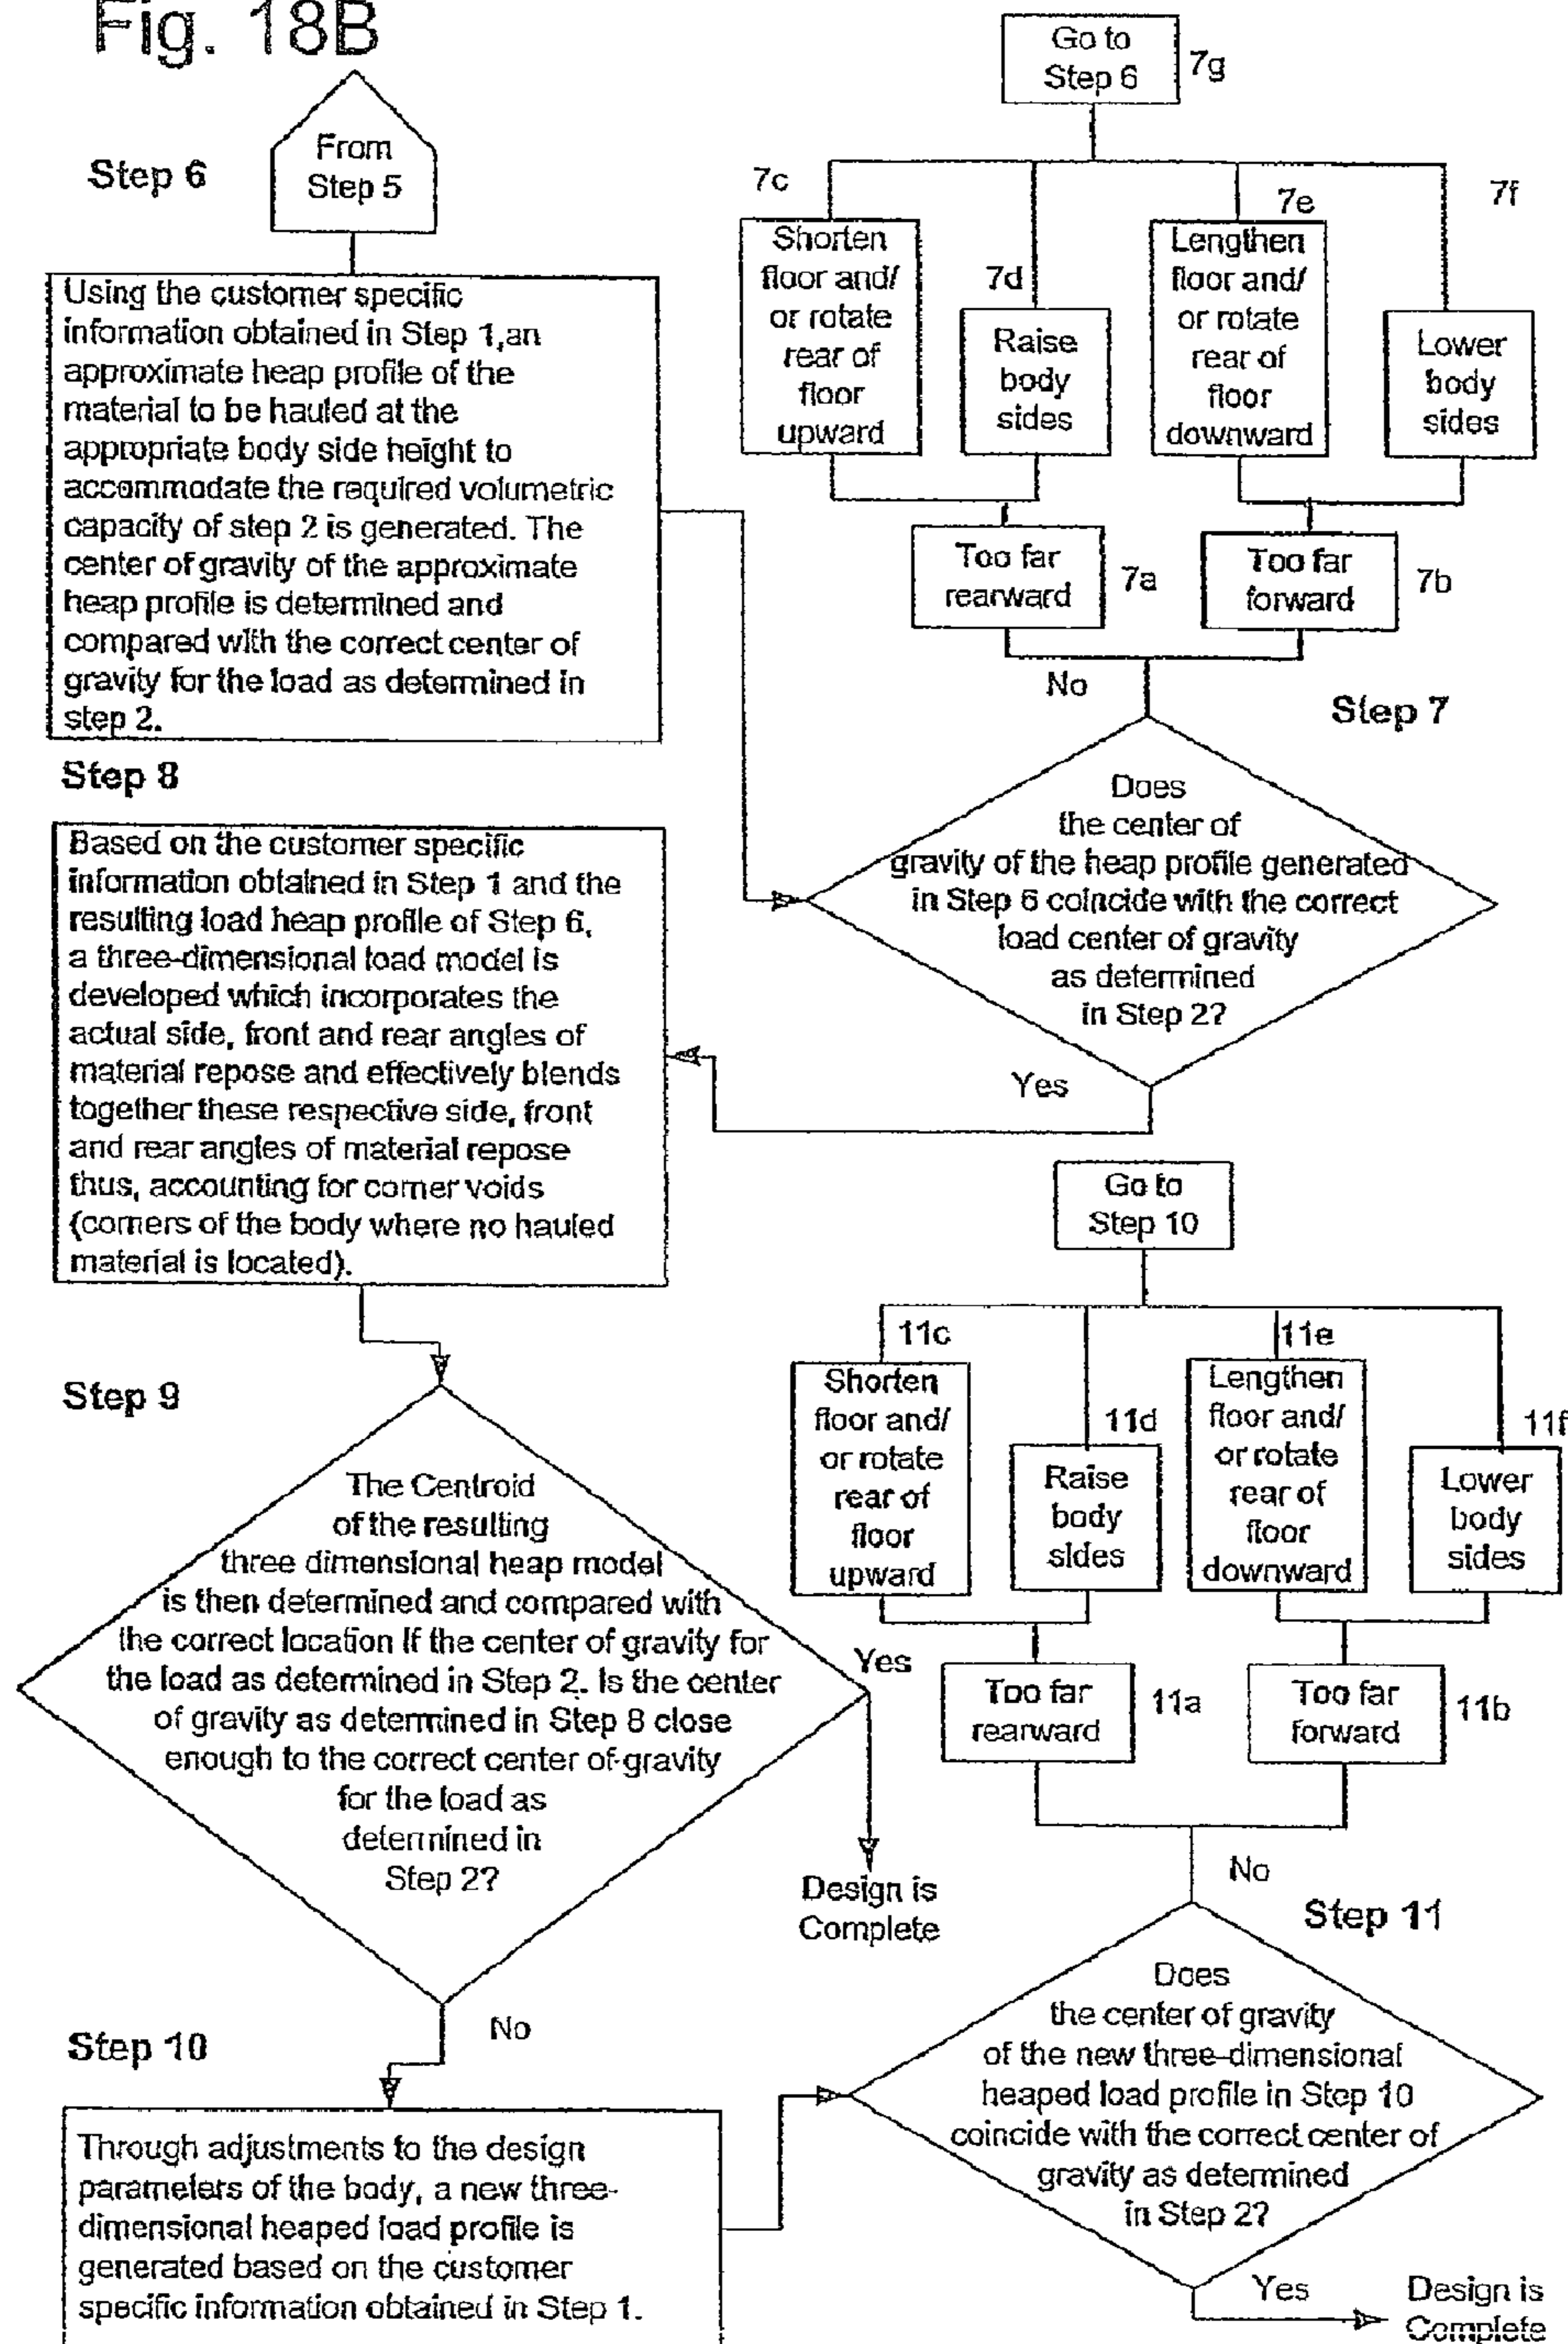 Fig. 18B
Step 6
From
Step 5
Using the customer specific
information obtained in Step 1,an
approximate heap profile of the
material to be hauled at the
appropriate body side height to
accommodate the required volumetric
capacity of step 2 is generated. The
center of gravity of the approximate
heap profile is determined and
compared with the correct center of
gravity for the load as determined in
step 2.
Go to
Step 6
7g
7c
Shorten
floor and/
or rotate
rear of
floor
upward
7d
Raise
body
sides
7e
Lengthen
floor and/
or rotate
rear of
floor
downward
7f
Lower
body
sides
Too far
rearward
7a
Too far
forward
7b
No
Step 7
Does
the center of
gravity of the heap profile generated
in Step 6 coincide with the correct
load center of gravity
as determined
in Step 2?
Yes
Step 8
Based on the customer specific
information obtained in Step 1 and the
resulting load heap profile of Step 6,
a three-dimensional load model is
developed which incorporates the
actual side, front and rear angles of
material repose and effectively blends
together these respective side, front
and rear angles of material repose
thus, accounting for corner voids
(corners of the body where no hauled
material is located).
Step 9
The Centroid
of the resulting
three dimensional heap model
is then determined and compared with
the correct location if the center of gravity for
the load as determined in Step 2. Is the center
of gravity as determined in Step 8 close
enough to the correct center of gravity
for the load as
determined in
Step 2?
Yes
Design is
Complete
No
Step 10
Through adjustments to the design
parameters of the body, a new three-
dimensional heaped load profile is
generated based on the customer
specific information obtained in Step 1.
Go to
Step 10
11c
Shorten
floor and/
or rotate
rear of
floor
upward
11d
Raise
body
sides
11e
Lengthen
floor and/
or rotate
rear of
floor
downward
11f
Lower
body
sides
Too far
rearward
11a
Too far
forward
11b
No
Step 11
Does
the center of gravity
of the new three-dimensional
heaped load profile in Step 10
coincide with the correct center of
gravity as determined
in Step 2?
Yes
Design is
Complete